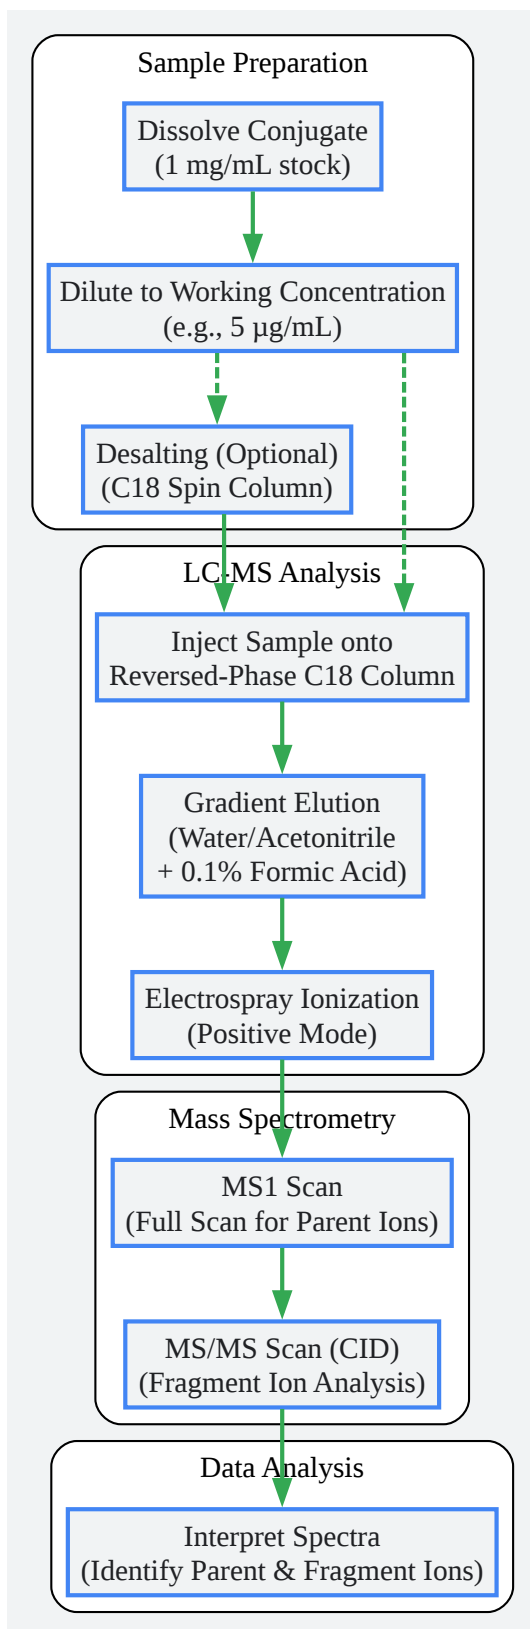 Sample Preparation
Dissolve Conjugate
(1 mg/mL stock)
Dilute to Working Concentration
(e.g., 5 µg/mL)
Desalting (Optional)
(C18 Spin Column)
LC-MS Analysis
Inject Sample onto
Reversed-Phase C18 Column
Gradient Elution
(Water/Acetonitrile
+ 0.1% Formic Acid)
Electrospray Ionization
(Positive Mode)
Mass Spectrometry
MS1 Scan
(Full Scan for Parent Ions)
MS/MS Scan (CID)
(Fragment Ion Analysis)
Data Analysis
Interpret Spectra
(Identify Parent & Fragment Ions)